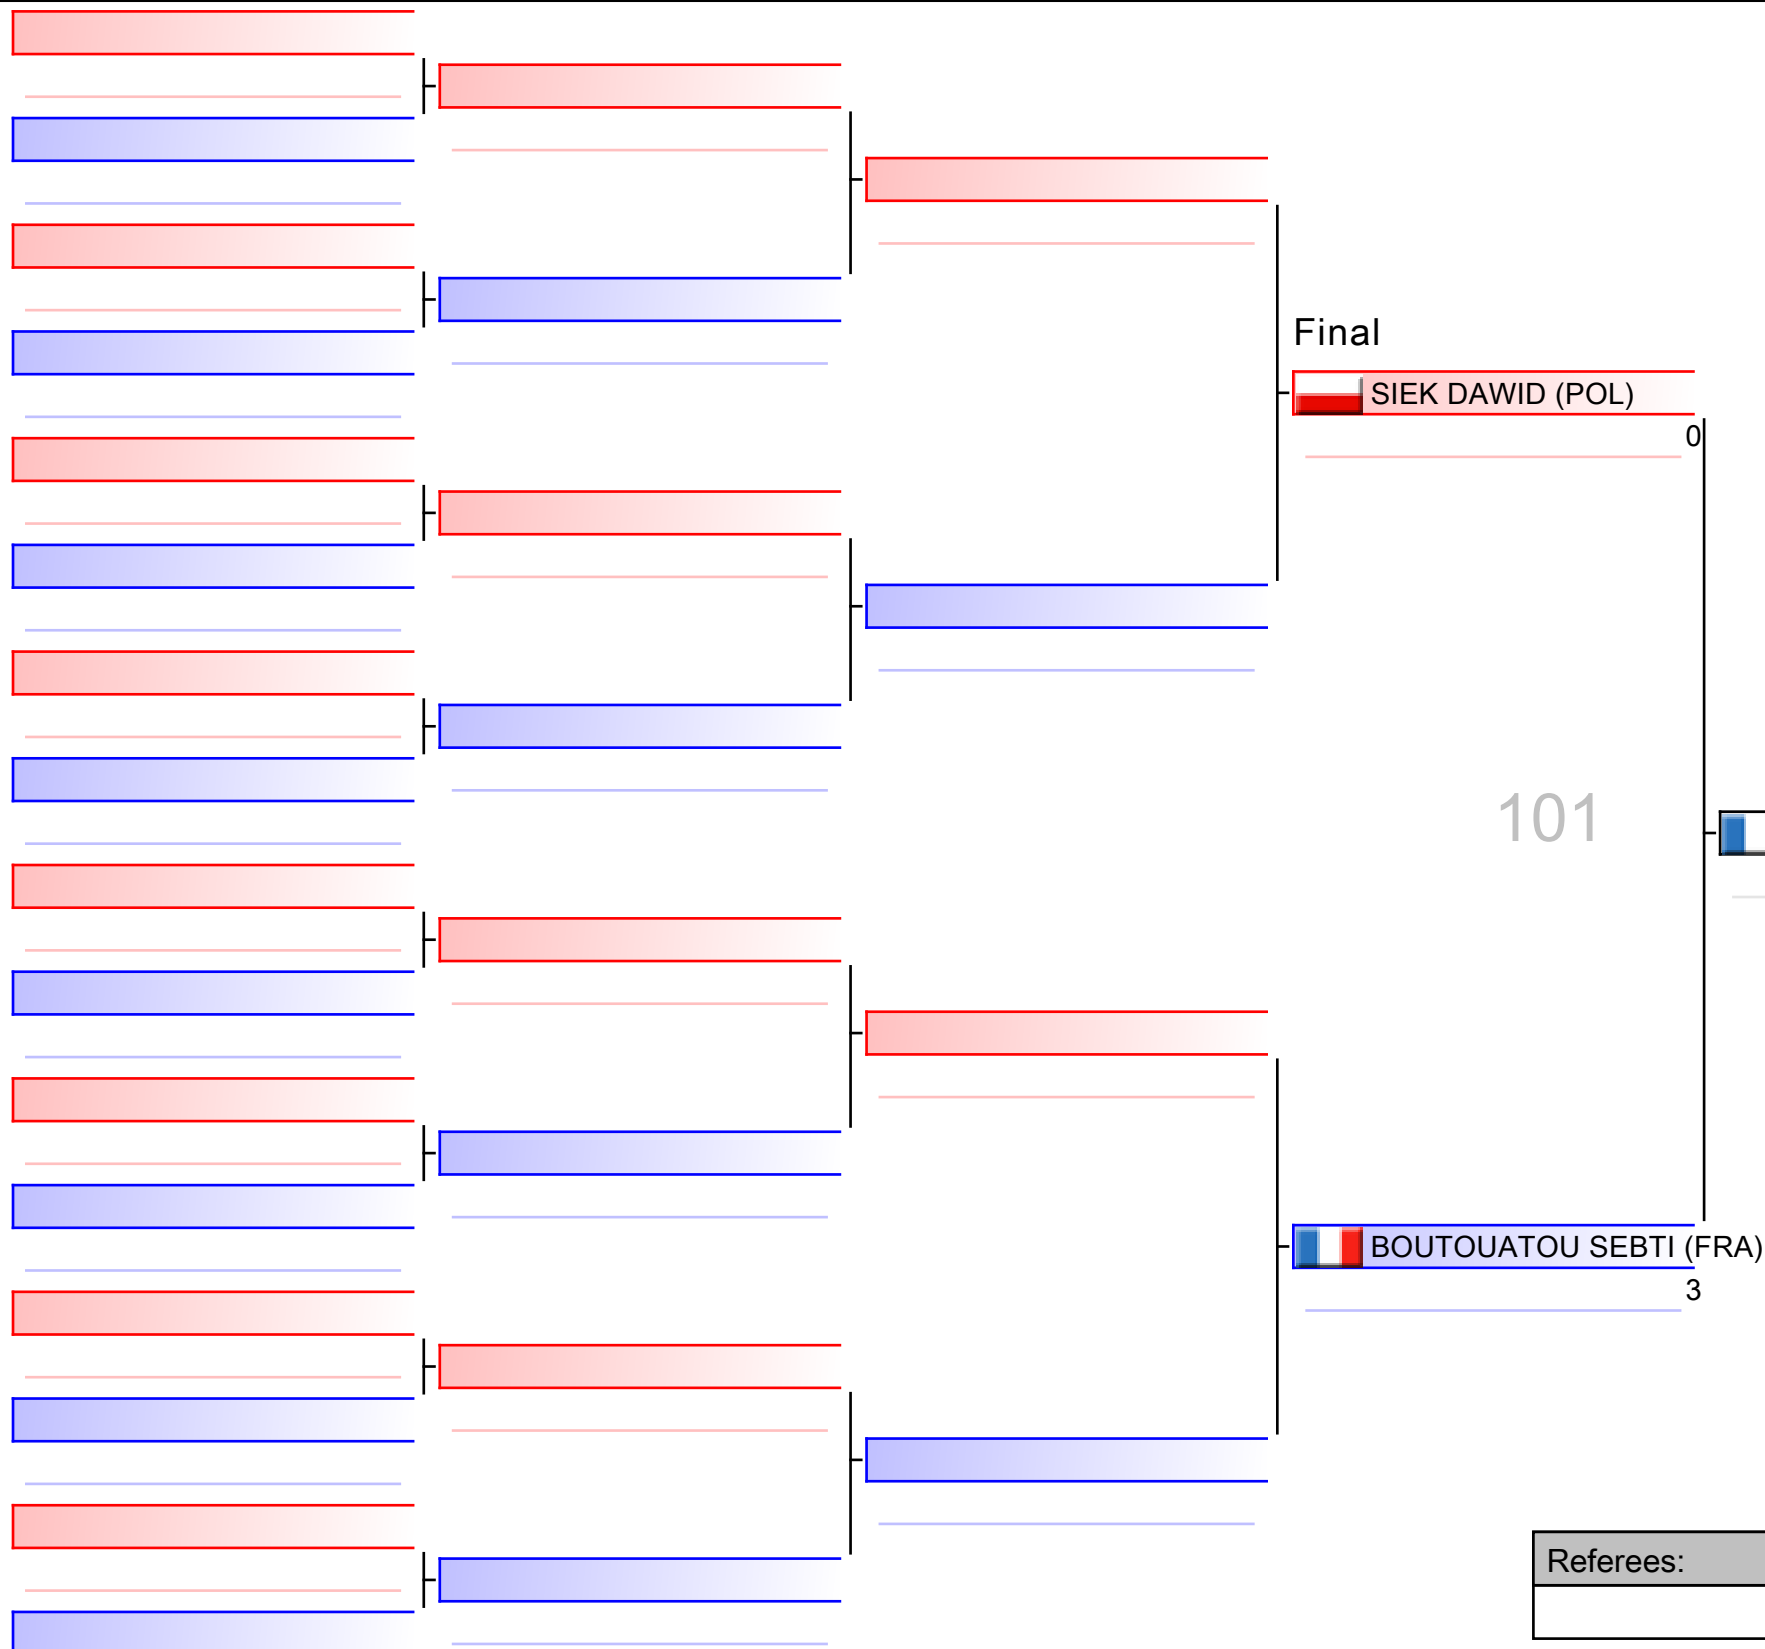 Final
SIEK DAWID (POL)
0
101
BOUTOUATOU SEBTI (FRA)
3
Referees: